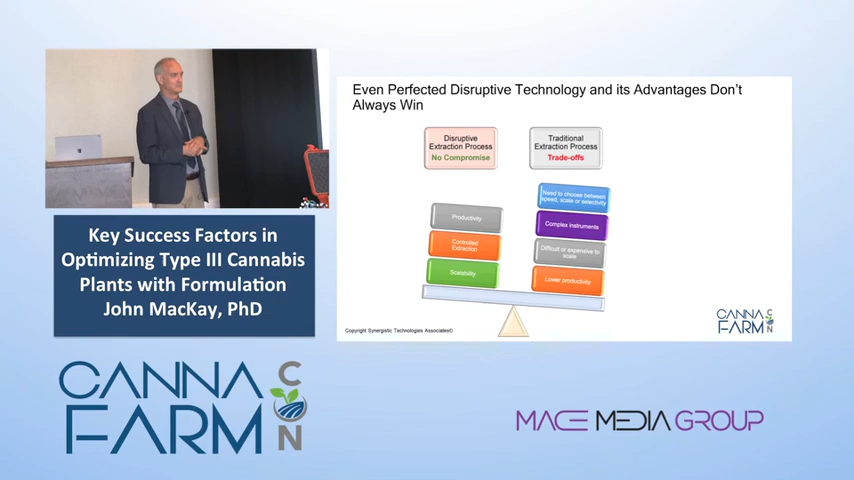 Key Success Factors in
Optimizing Type III Cannabis
Plants with Formulation
John MacKay, PhD
CANNA
FARM
CON
Even Perfected Disruptive Technology and its Advantages Don't
Always Win
Disruptive
Extraction Process
No Compromise
Traditional
Extraction Process
Trade-offs
Productivity
Controlled
Extraction
Scalability
Need to choose between
speed, scale or selectivity
Complex instruments
Difficult or expensive to
scale
Lower productivity
Copyright Synergistic Technologies Associates©
CANNA
FARM
CON
MACE MEDIA GROUP